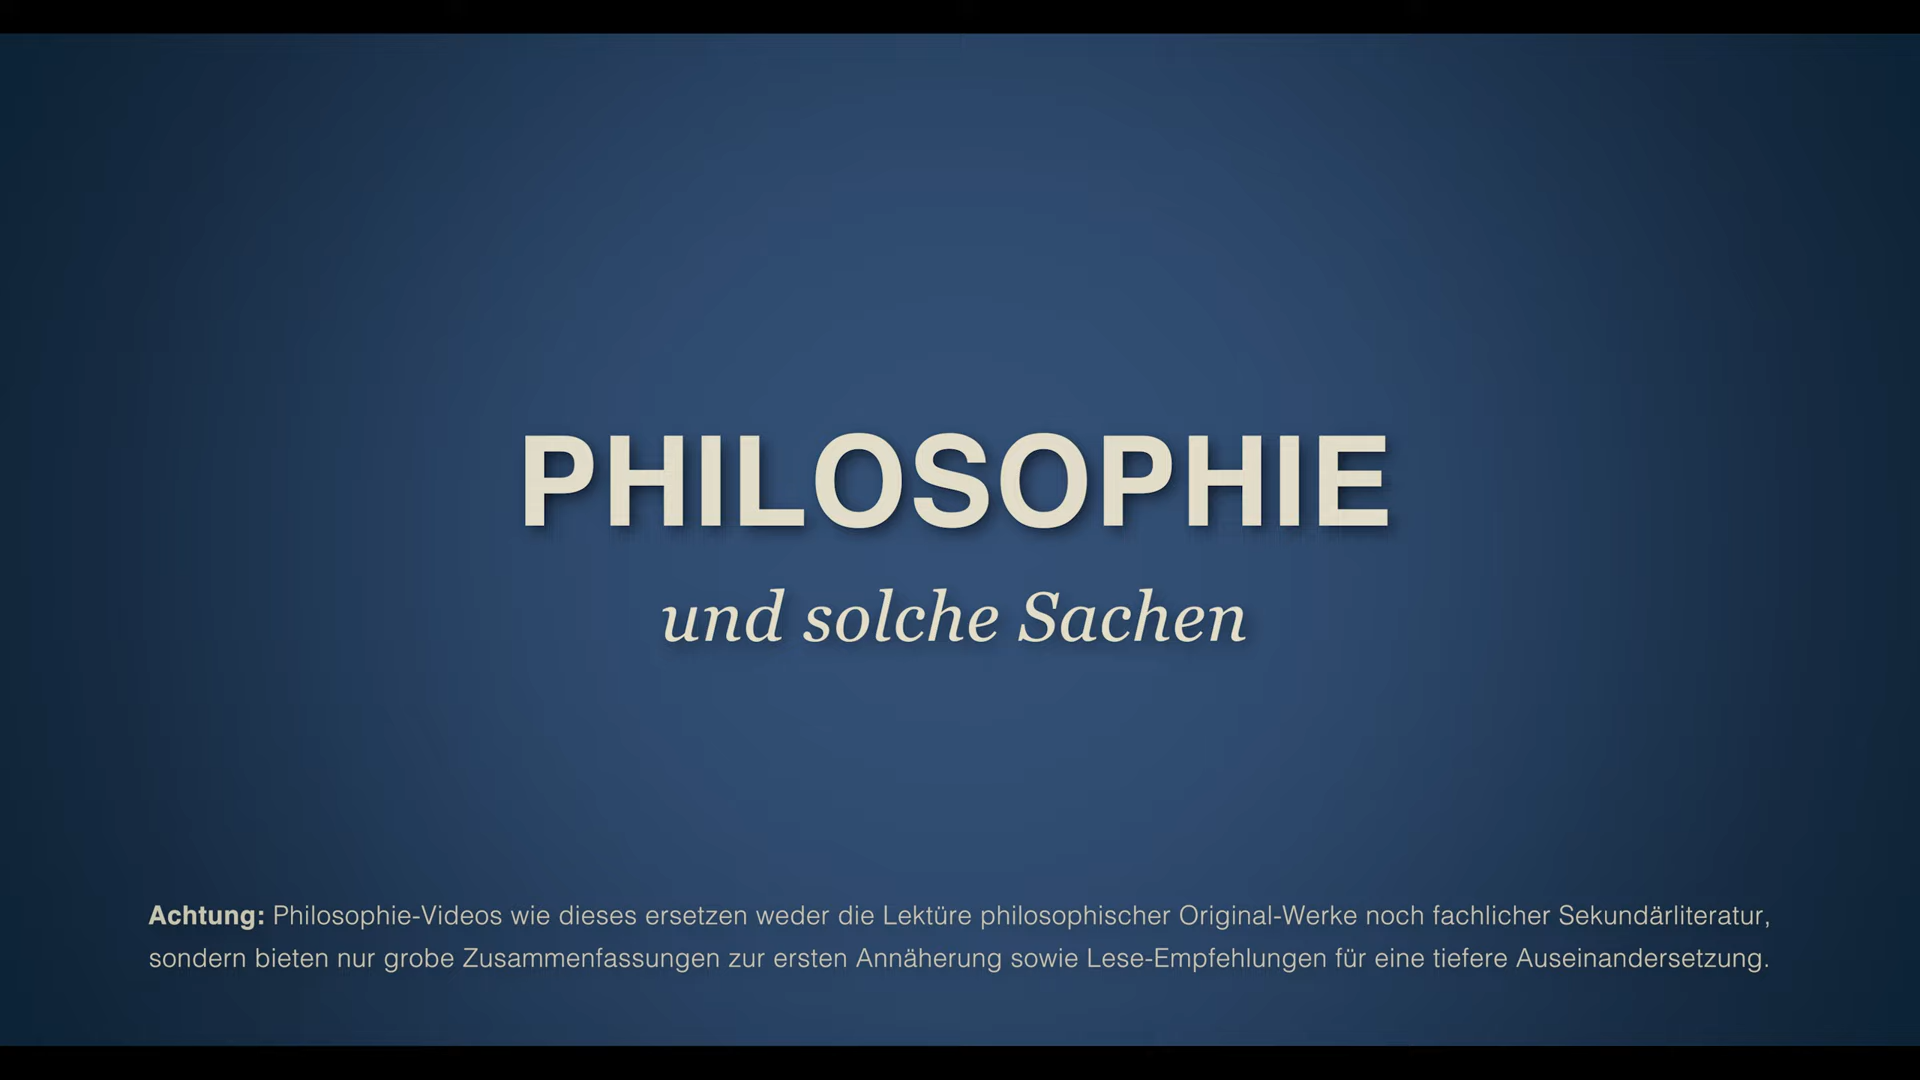 PHILOSOPHIE
und solche Sachen
Achtung: Philosophie-Videos wie dieses ersetzen weder die Lektüre philosophischer Original-Werke noch fachlicher Sekundärliteratur,
sondern bieten nur grobe Zusammenfassungen zur ersten Annäherung sowie Lese-Empfehlungen für eine tiefere Auseinandersetzung.